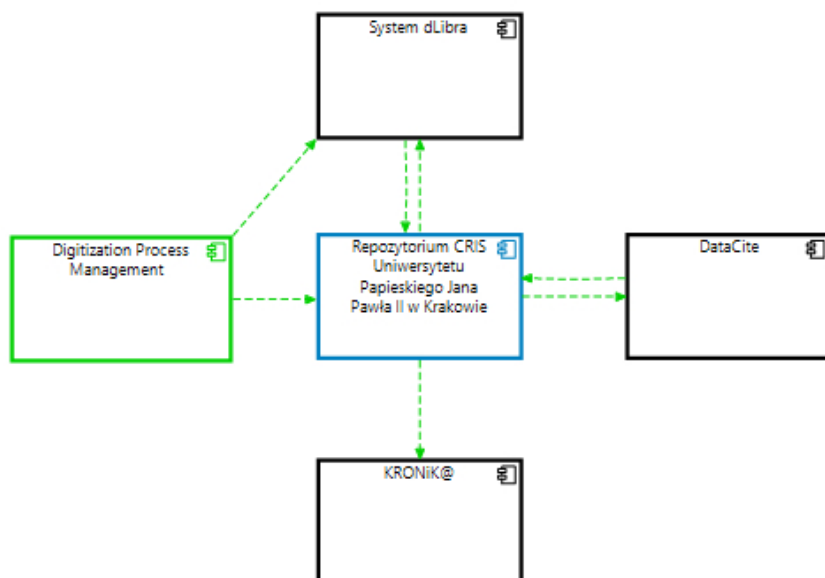 System dLibra
Digitization Process
Management
Repozytorium CRIS
Uniwersytetu
Papieskiego Jana
Pawła II w Krakowie
DataCite
KRONiK@